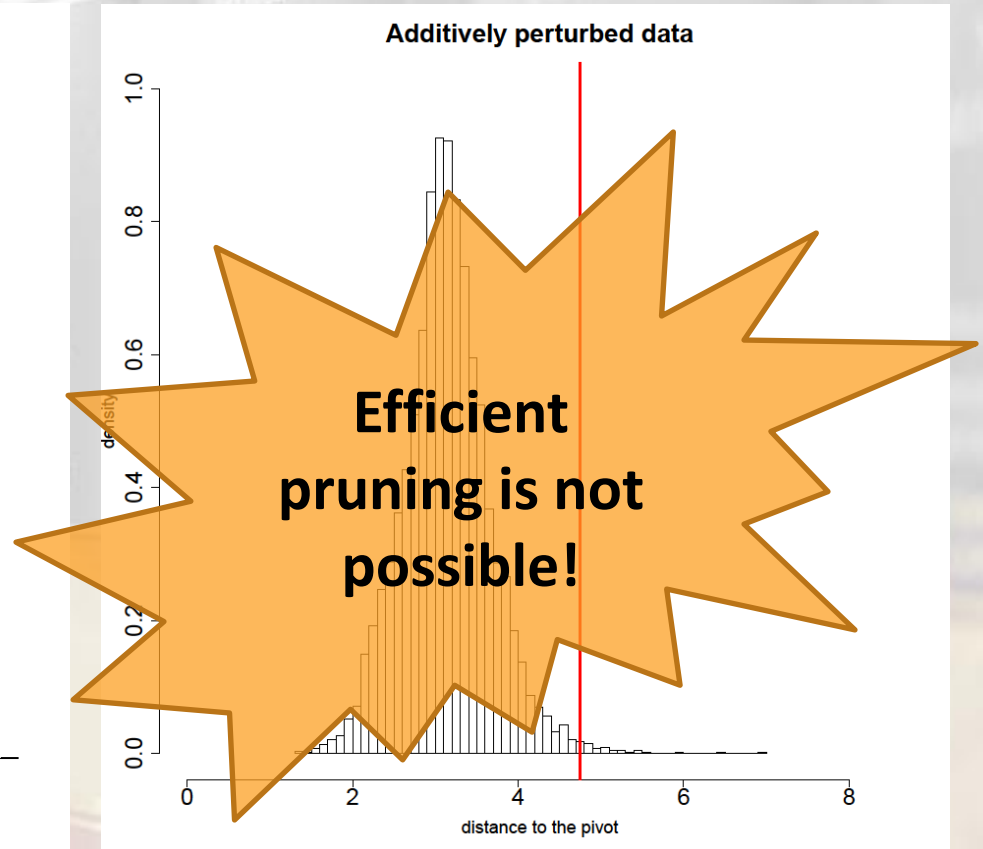 Additively perturbed data
1.0
0.8
0.6
0.4
0.2
0.0
density
Efficient
pruning is not
possible!
0 2 4 6 8
distance to the pivot